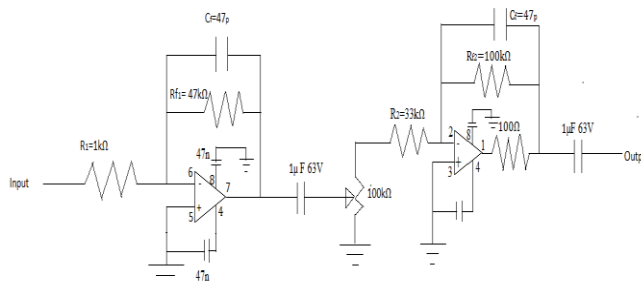 Cf=47p
Rf1= 47kΩ
R1=1kΩ
Input
47n
6
-
8
7
+
5
4
47n
1μF 63V
100kΩ
R2=33kΩ
Cf=47p
Rf2=100kΩ
2
-
8
1
+
3
4
100Ω
1μF 63V
Outp